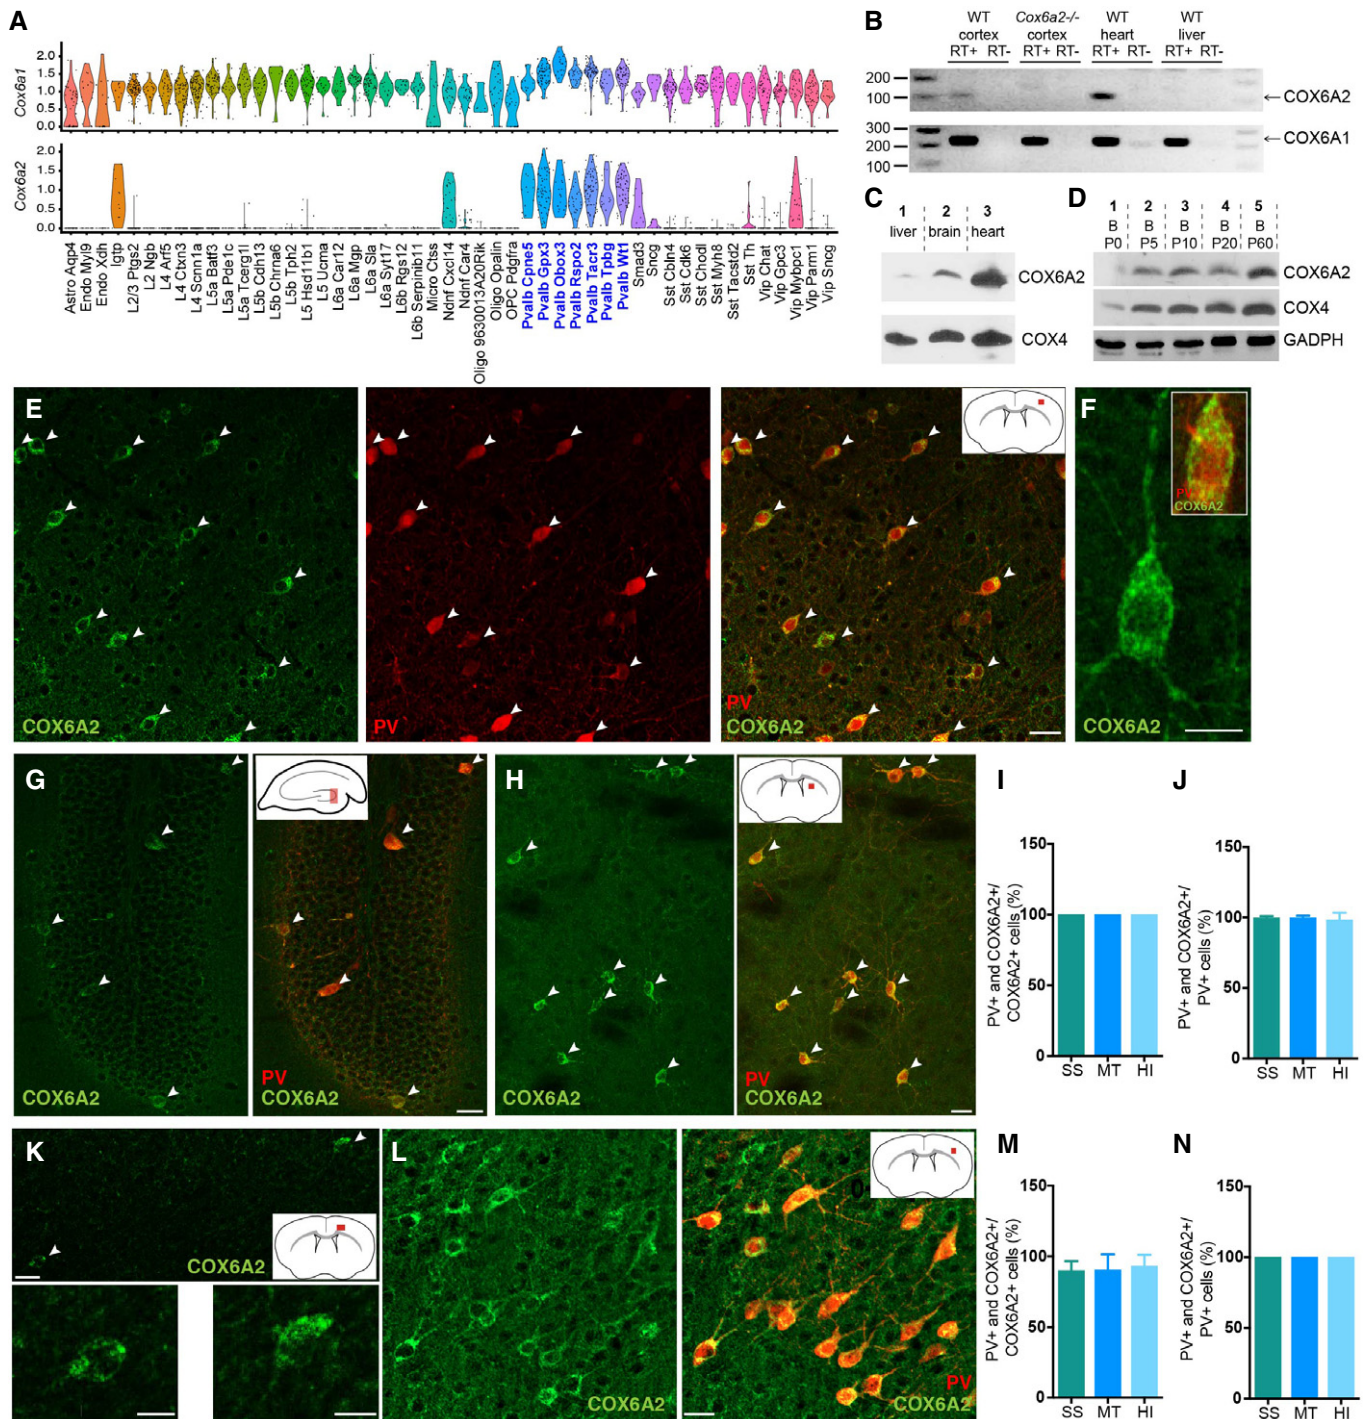 A
Cox6a1
2.0
1.5
1.0
0.5
0.0
Cox6a2
2.0
1.5
1.0
0.5
0.0
Astro Aqp4
Endo Myl9
Endo Xdh
Igtp
L2/3 Ptgs2
L2 Ngb
L4 Arf5
L4 Ctxn3
L4 Scnn1a
L5a Batf3
L5a Pde1c
L5a Tcerg1l
L5b Cdh13
L5b Chrna6
L5b Tph2
L5 Hsd11b1
L5 Ucma
L6a Car12
L6a Mgp
L6a Sla
L6a Syt17
L6b Rgs12
L6b Serpinb11
Micro Ctss
Ndnf Cxcl14
Ndnf Car4
Oligo 9630013A20Rik
Oligo Opalin
OPC Pdgfra
Pvalb Cpne5
Pvalb Gpx3
Pvalb Obox3
Pvalb Rspo2
Pvalb Tacr3
Pvalb Tpbg
Pvalb Wt1
Smad3
Sncg
Sst Cbln4
Sst Cdk6
Sst Chodl
Sst Myh8
Sst Tacstd2
Sst Th
Vip Chat
Vip Gpc3
Vip Mybpc1
Vip Parm1
Vip Sncg
B
WT cortex
Cox6a2-/- cortex
WT heart
WT liver
RT+ RT- RT+ RT- RT+ RT- RT+ RT-
200
100
←COX6A2
300
200
100
←COX6A1
C
1 2 3
liver brain heart
COX6A2
COX4
D
1 2 3 4 5
B B B B B
P0 P5 P10 P20 P60
COX6A2
COX4
GADPH
E
COX6A2
PV
PV
COX6A2
F
PV
COX6A2
COX6A2
G
COX6A2
PV
COX6A2
H
COX6A2
PV
COX6A2
I
PV+ and COX6A2+/
COX6A2+ cells (%)
150
100
50
0
SS MT HI
J
PV+ and COX6A2+/
PV+ cells (%)
150
100
50
0
SS MT HI
K
COX6A2
L
COX6A2
0
PV
COX6A2
M
PV+ and COX6A2+/
COX6A2+ cells (%)
150
100
50
0
SS MT HI
N
PV+ and COX6A2+/
PV+ cells (%)
150
100
50
0
SS MT HI